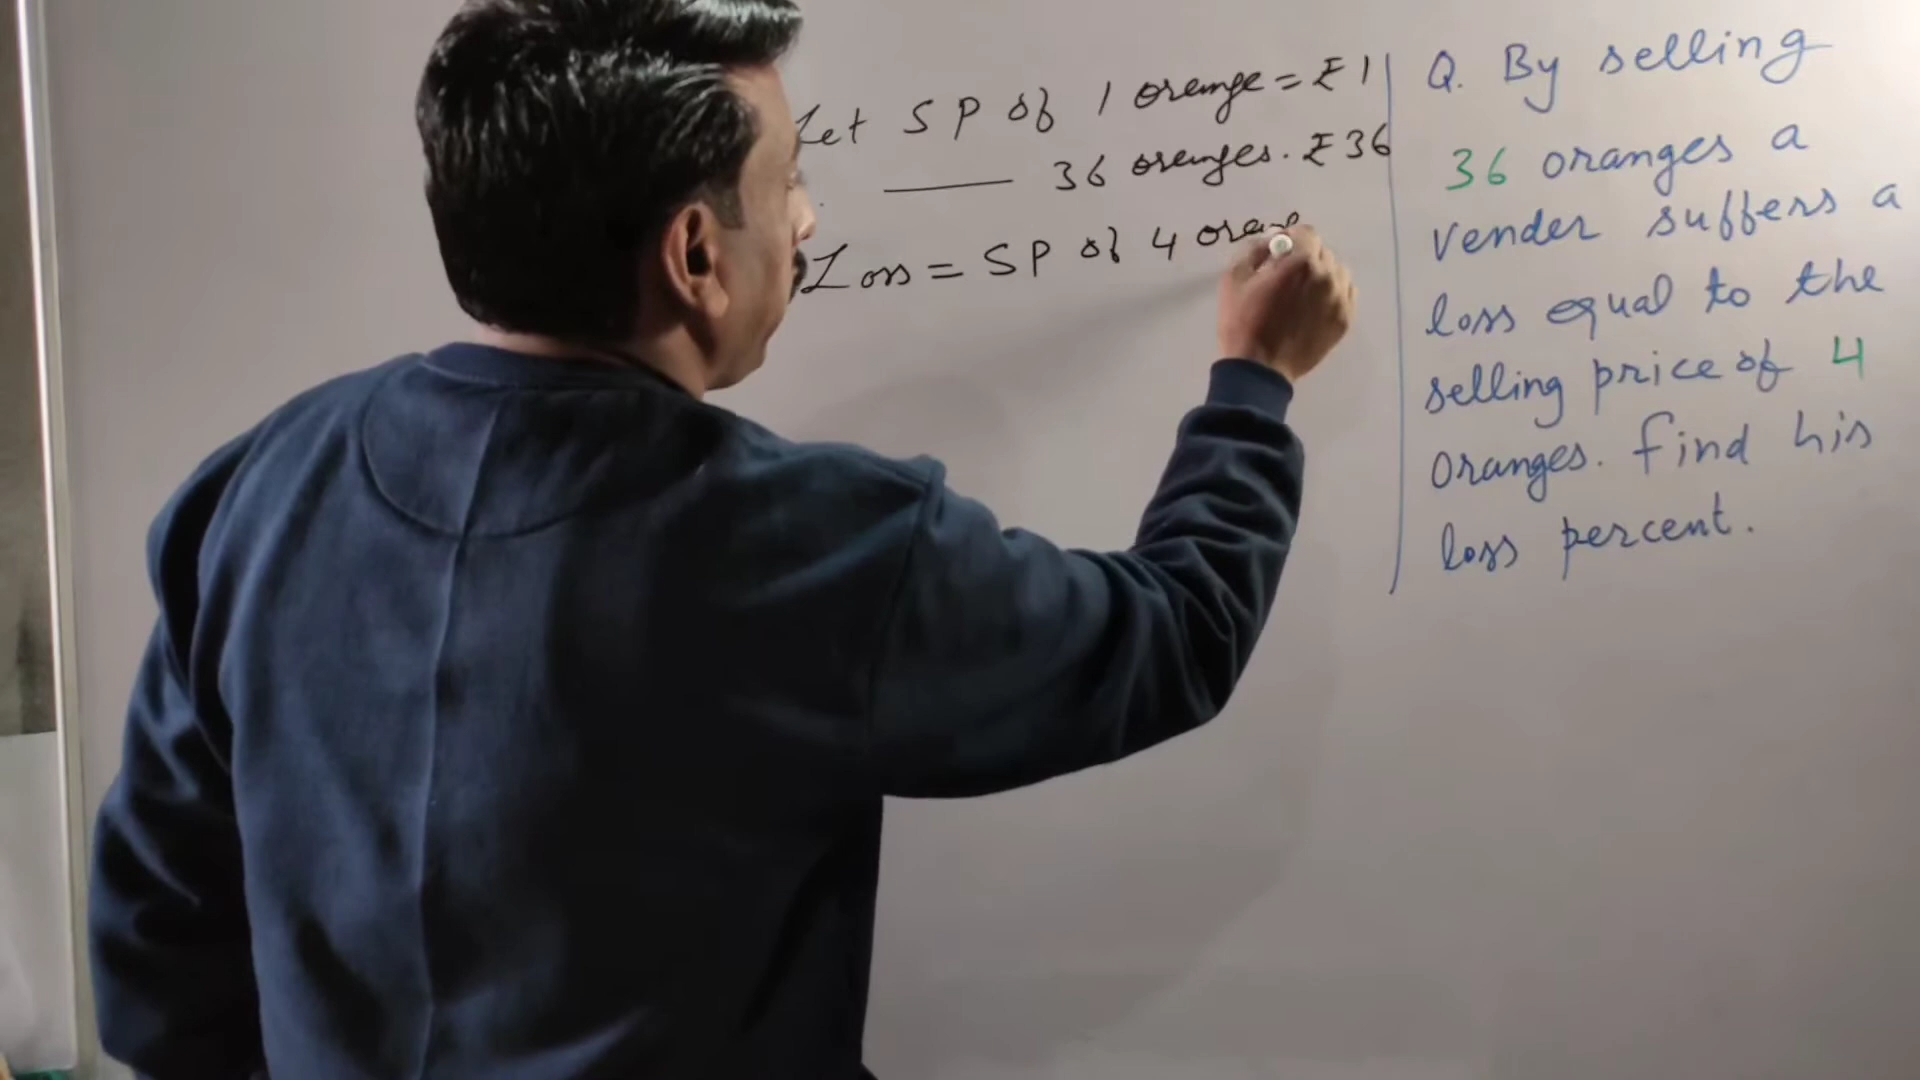 Let SP of 1 orange = ₹1
36 oranges. ₹36
Loss = SP of 4 orang
Q. By selling
36 oranges a
vender suffers a
loss equal to the
selling price of 4
oranges. find his
loss percent.